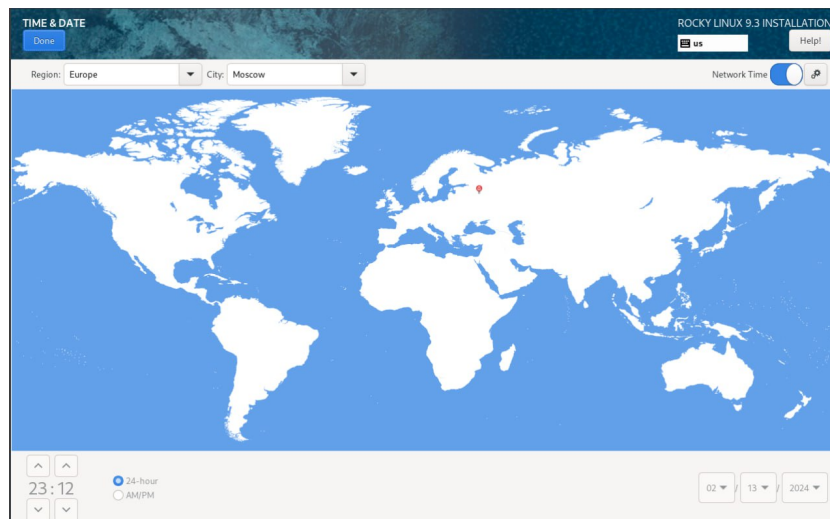 TIME & DATE
ROCKY LINUX 9.3 INSTALLATION
Done
us
Help!
Region: Europe City: Moscow Network Time
23:12
24-hour
AM/PM
02 / 13 / 2024